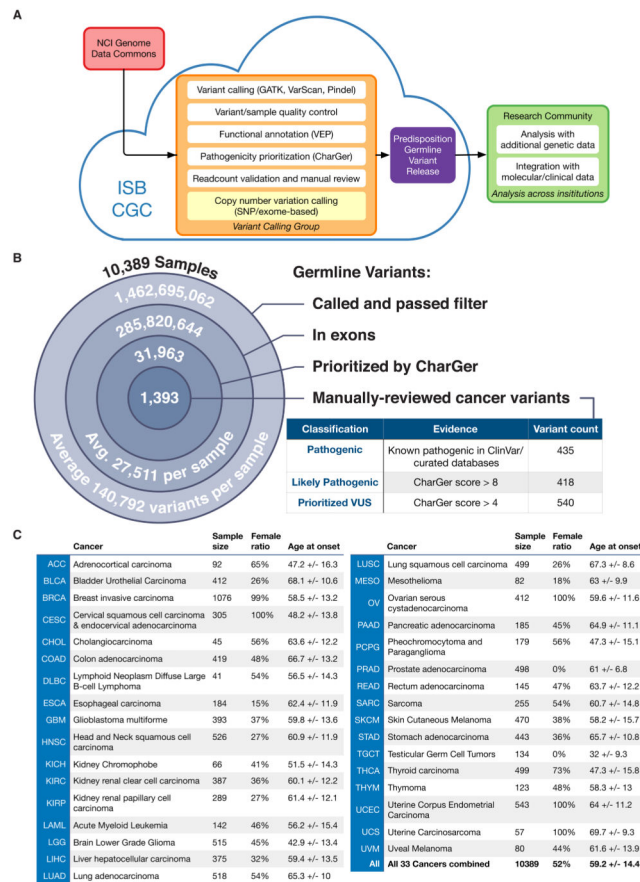 A
NCI Genome
Data Commons
ISB
CGC
Variant calling (GATK, VarScan, Pindel)
Variant/sample quality control
Functional annotation (VEP)
Pathogenicity prioritization (CharGer)
Readcount validation and manual review
Copy number variation calling
(SNP/exome-based)
Variant Calling Group
Predisposition
Germline
Variant
Release
Research Community
Analysis with
additional genetic data
Integration with
molecular/clinical data
Analysis across insititutions
B
10,389 Samples
1,462,695,062
285,820,644
31,963
1,393
Avg. 27,511 per sample
Average 140,792 variants per sample
Germline Variants:
Called and passed filter
In exons
Prioritized by CharGer
Manually-reviewed cancer variants
Classification Evidence Variant count
Pathogenic Known pathogenic in ClinVar/ 435
curated databases
Likely Pathogenic CharGer score > 8 418
Prioritized VUS CharGer score > 4 540
C
Cancer Sample size Female ratio Age at onset
ACC Adrenocortical carcinoma 92 65% 47.2 +/- 16.3
BLCA Bladder Urothelial Carcinoma 412 26% 68.1 +/- 10.6
BRCA Breast invasive carcinoma 1076 99% 58.5 +/- 13.2
CESC Cervical squamous cell carcinoma 305 100% 48.2 +/- 13.8
& endocervical adenocarcinoma
CHOL Cholangiocarcinoma 45 56% 63.6 +/- 12.2
COAD Colon adenocarcinoma 419 48% 66.7 +/- 13.2
DLBC Lymphoid Neoplasm Diffuse Large 41 54% 56.5 +/- 14.3
B-cell Lymphoma
ESCA Esophageal carcinoma 184 15% 62.4 +/- 11.9
GBM Glioblastoma multiforme 393 37% 59.8 +/- 13.6
HNSC Head and Neck squamous cell 526 27% 60.9 +/- 11.9
carcinoma
KICH Kidney Chromophobe 66 41% 51.5 +/- 14.3
KIRC Kidney renal clear cell carcinoma 387 36% 60.1 +/- 12.2
KIRP Kidney renal papillary cell 289 27% 61.4 +/- 12.1
carcinoma
LAML Acute Myeloid Leukemia 142 46% 56.2 +/- 15.4
LGG Brain Lower Grade Glioma 515 45% 42.9 +/- 13.4
LIHC Liver hepatocellular carcinoma 375 32% 59.4 +/- 13.5
LUAD Lung adenocarcinoma 518 54% 65.3 +/- 10
Cancer Sample size Female ratio Age at onset
LUSC Lung squamous cell carcinoma 499 26% 67.3 +/- 8.6
MESO Mesothelioma 82 18% 63 +/- 9.9
OV Ovarian serous 412 100% 59.6 +/- 11.6
cystadenocarcinoma
PAAD Pancreatic adenocarcinoma 185 45% 64.9 +/- 11.1
PCPG Pheochromocytoma and 179 56% 47.3 +/- 15.1
Paraganglioma
PRAD Prostate adenocarcinoma 498 0% 61 +/- 6.8
READ Rectum adenocarcinoma 145 47% 63.7 +/- 12.2
SARC Sarcoma 255 54% 60.7 +/- 14.8
SKCM Skin Cutaneous Melanoma 470 38% 58.2 +/- 15.7
STAD Stomach adenocarcinoma 443 36% 65.7 +/- 10.8
TGCT Testicular Germ Cell Tumors 134 0% 32 +/- 9.3
THCA Thyroid carcinoma 499 73% 47.3 +/- 15.8
THYM Thymoma 123 48% 58.3 +/- 13
UCEC Uterine Corpus Endometrial 543 100% 64 +/- 11.2
Carcinoma
UCS Uterine Carcinosarcoma 57 100% 69.7 +/- 9.3
UVM Uveal Melanoma 80 44% 61.6 +/- 13.9
All All 33 Cancers combined 10389 52% 59.2 +/- 14.4